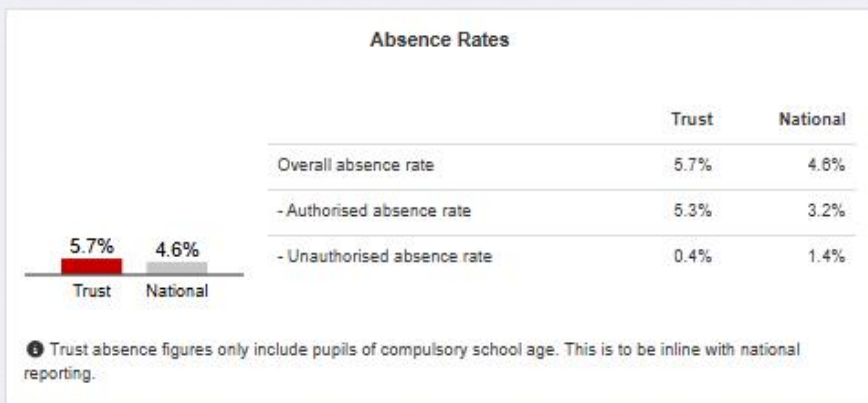 Absence Rates
Trust National
Overall absence rate 5.7% 4.6%
- Authorised absence rate 5.3% 3.2%
- Unauthorised absence rate 0.4% 1.4%
5.7% 4.6%
Trust National
Trust absence figures only include pupils of compulsory school age. This is to be inline with national
reporting.